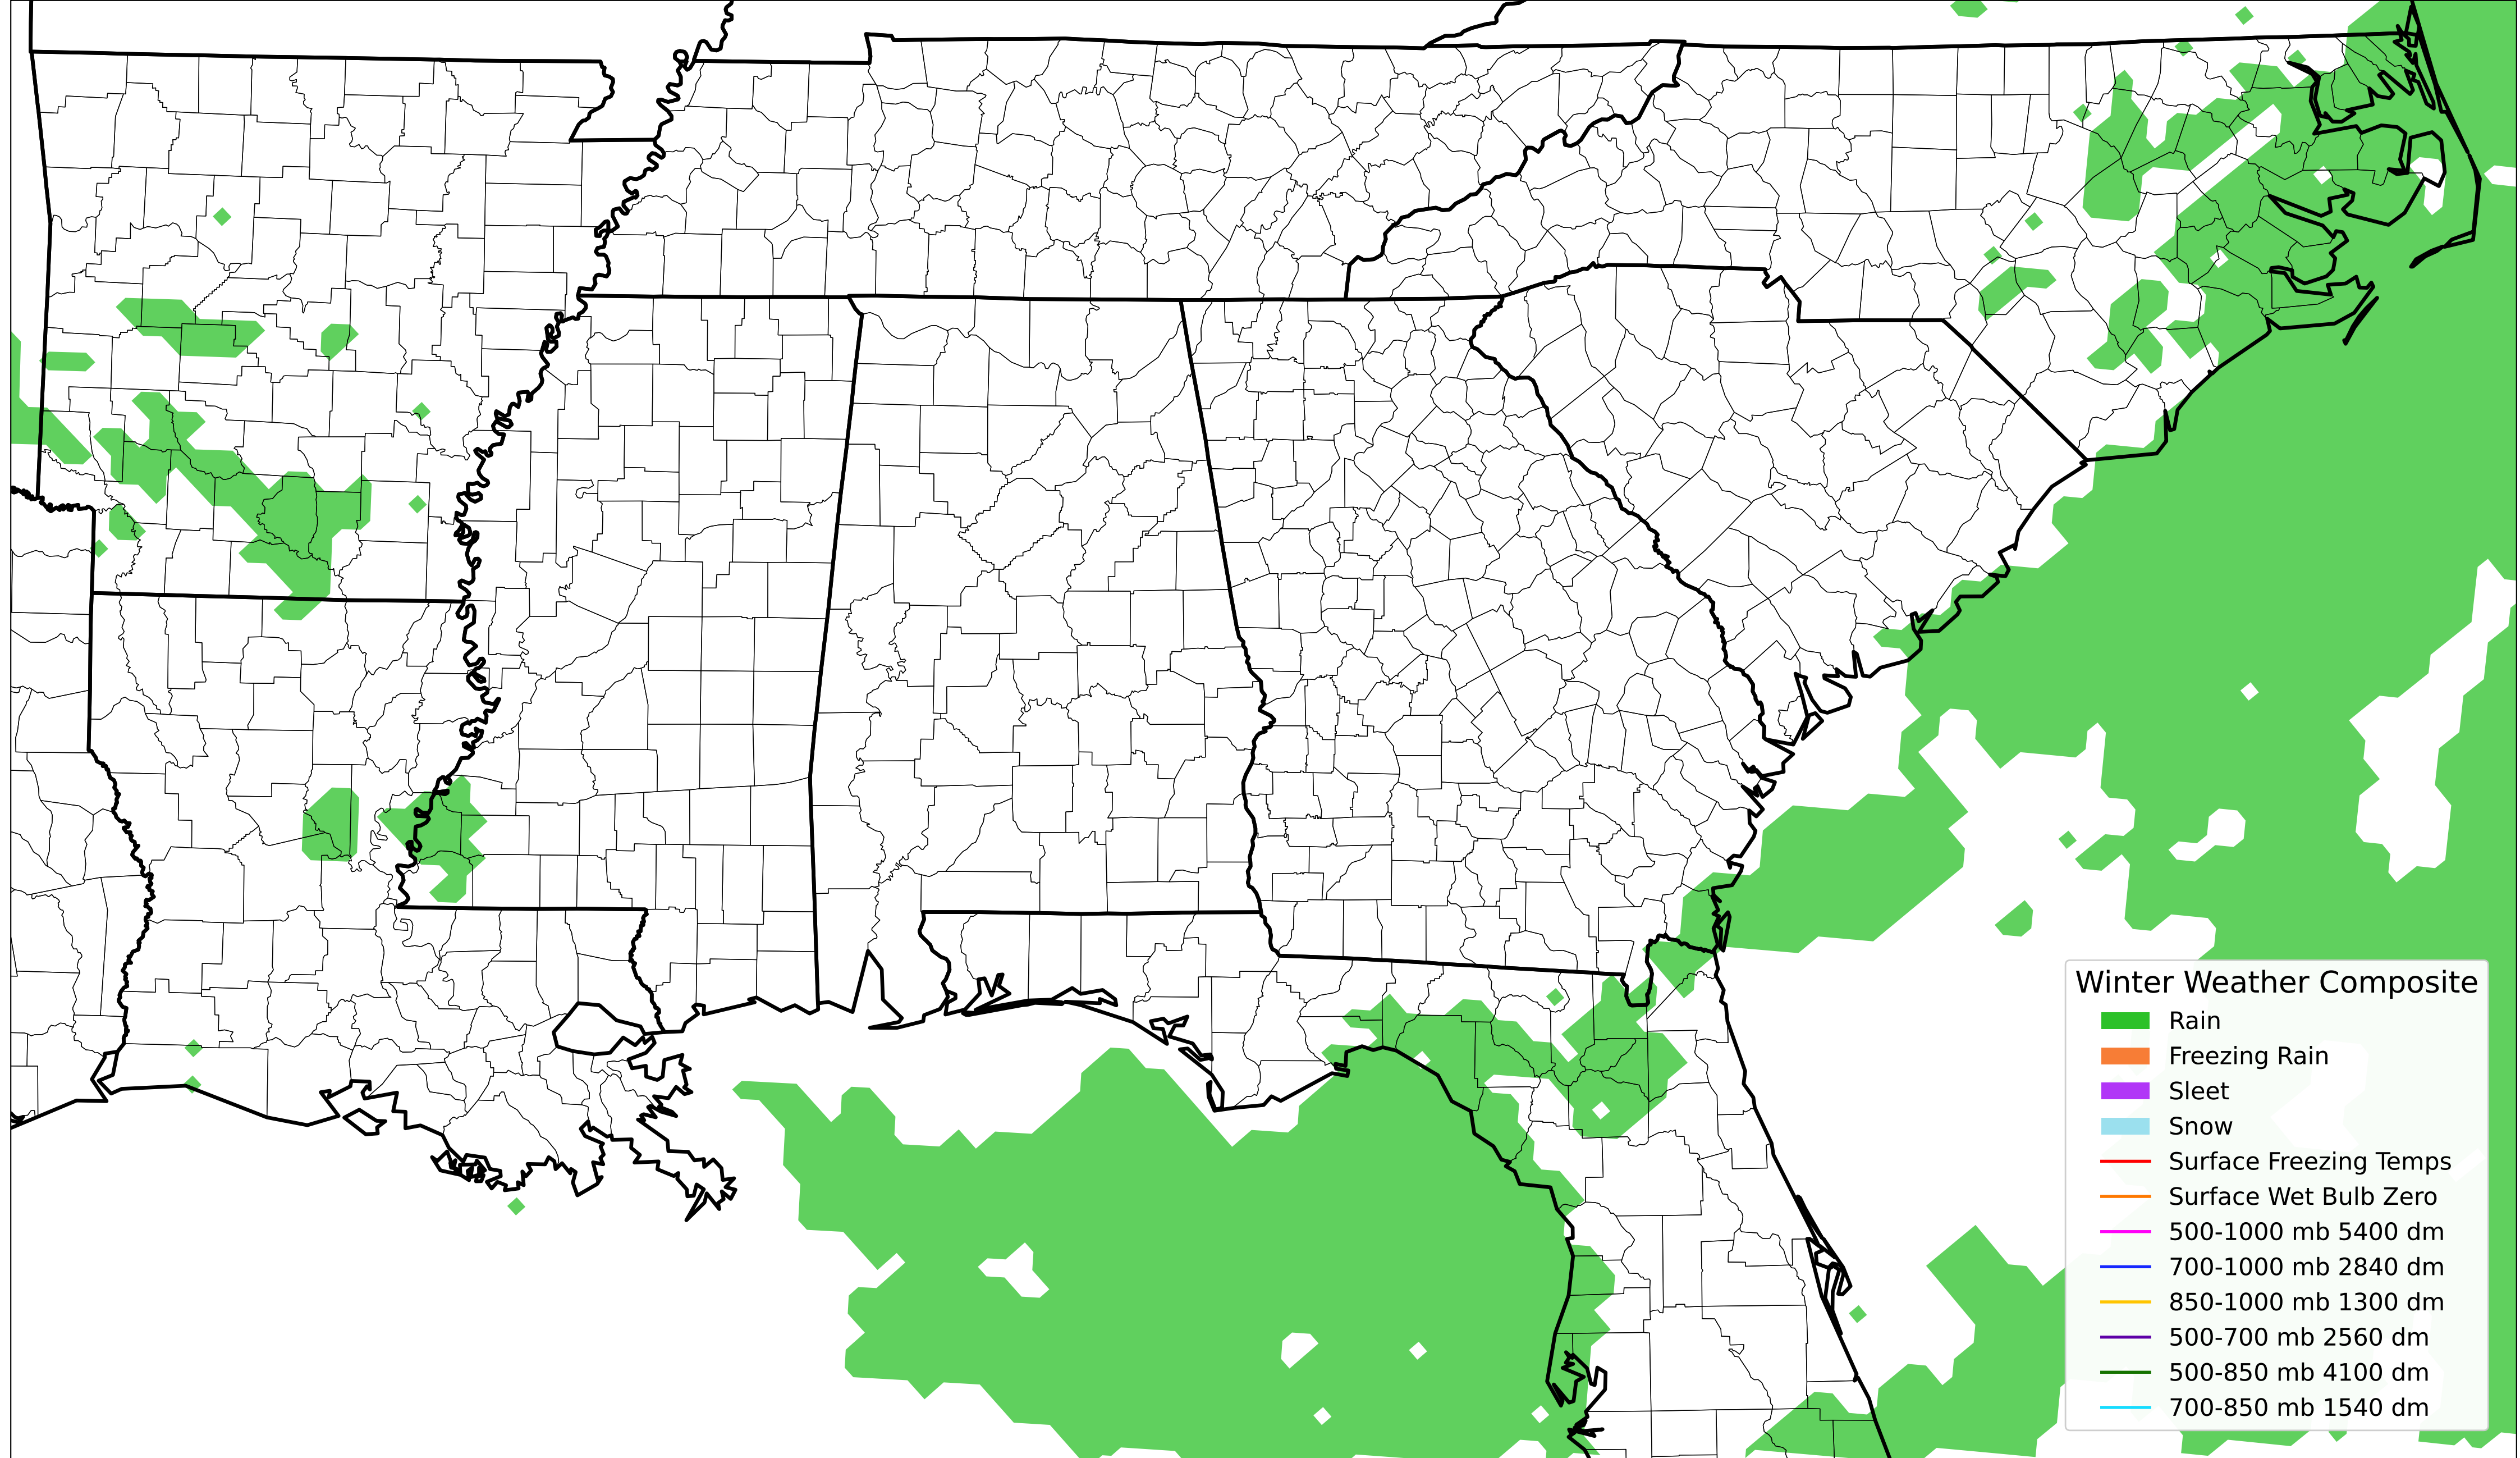 Winter Weather Composite
Rain
Freezing Rain
Sleet
Snow
Surface Freezing Temps
Surface Wet Bulb Zero
500-1000 mb 5400 dm
700-1000 mb 2840 dm
850-1000 mb 1300 dm
500-700 mb 2560 dm
500-850 mb 4100 dm
700-850 mb 1540 dm